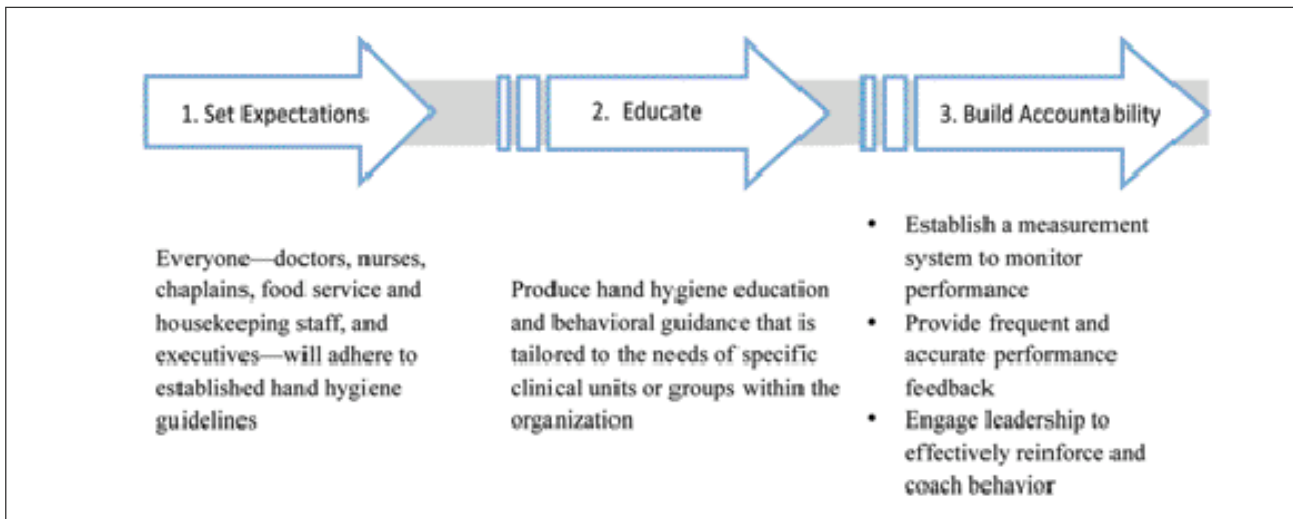 1. Set Expectations
2. Educate
3. Build Accountability
Everyone—doctors, nurses,
chaplains, food service and
housekeeping staff, and
executives—will adhere to
established hand hygiene
guidelines
Produce hand hygiene education
and behavioral guidance that is
tailored to the needs of specific
clinical units or groups within the
organization
• Establish a measurement
system to monitor
performance
• Provide frequent and
accurate performance
feedback
• Engage leadership to
effectively reinforce and
coach behavior